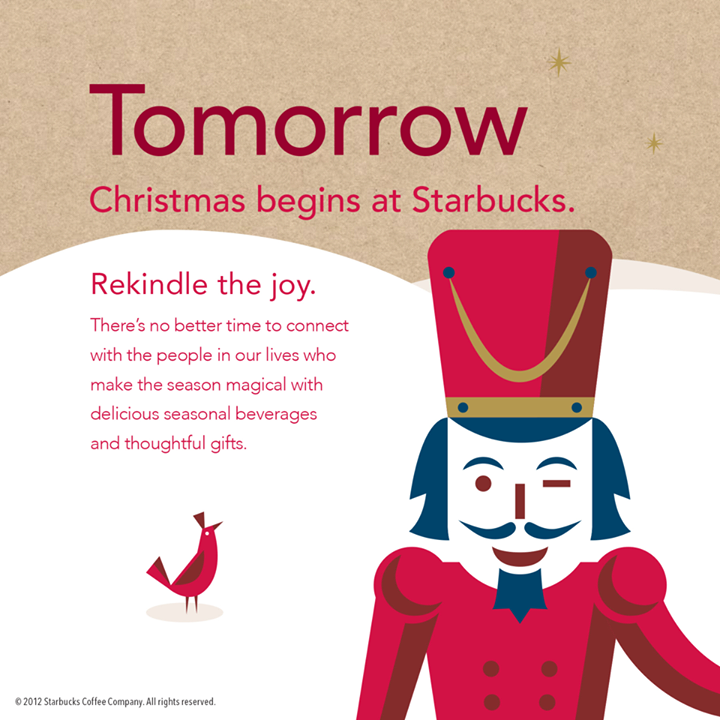 Tomorrow
Christmas begins at Starbucks.
Rekindle the joy.
There's no better time to connect
with the people in our lives who
make the season magical with
delicious seasonal beverages
and thoughtful gifts.
© 2012 Starbucks Coffee Company. All rights reserved.